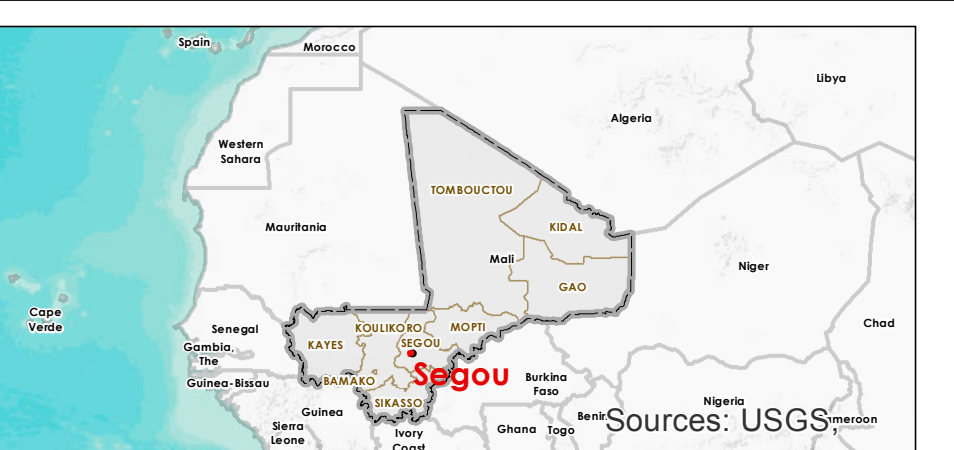 Spain
Morocco
Libya
Algeria
Western
Sahara
TOMBOUCTOU
KIDAL
Mauritania
Mali
Niger
GAO
Cape
Verde
Senegal
KOULIKORO
MOPTI
Chad
Gambia,
The
KAYES
SEGOU
Segou
Guinea-Bissau
BAMAKO
Burkina
Faso
SIKASSO
Nigeria
Guinea
Sources: USGS,
Sierra
Leone
Ivory
Coast
Ghana
Togo
Benin
meroon